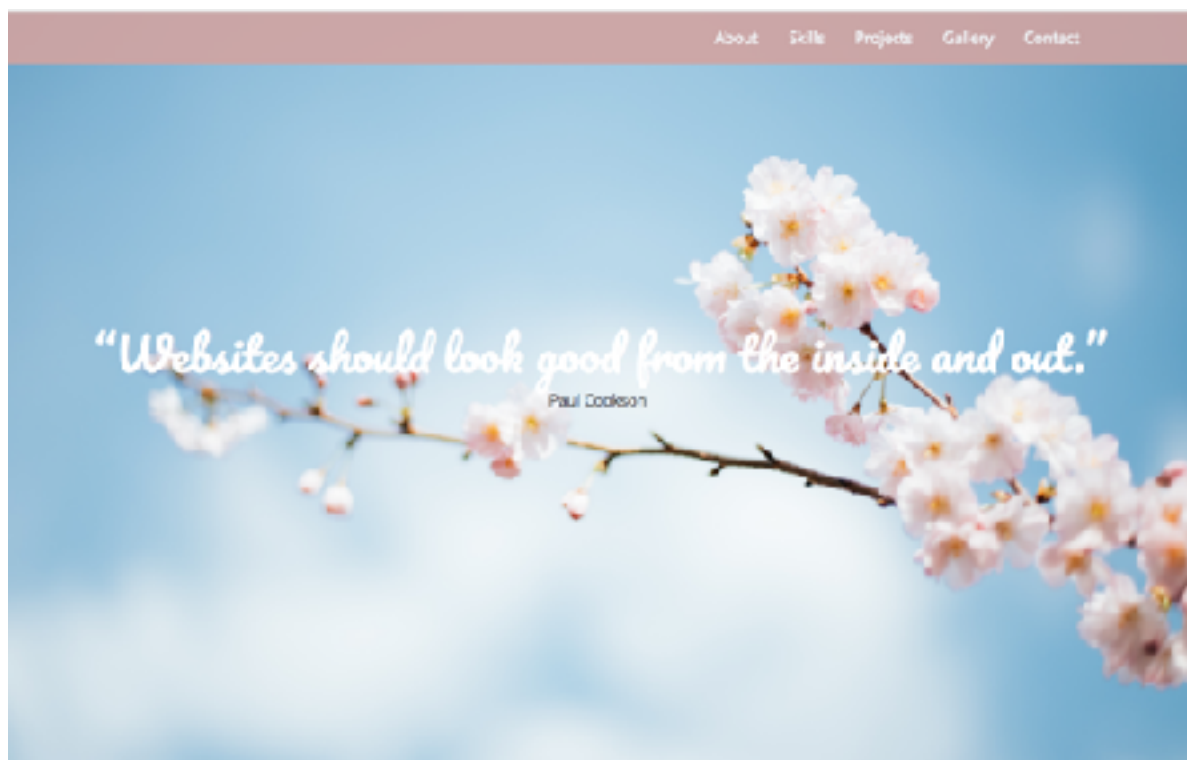 About Skills Projects Gallery Contact
“Websites should look good from the inside and out.”
Paul Cookson